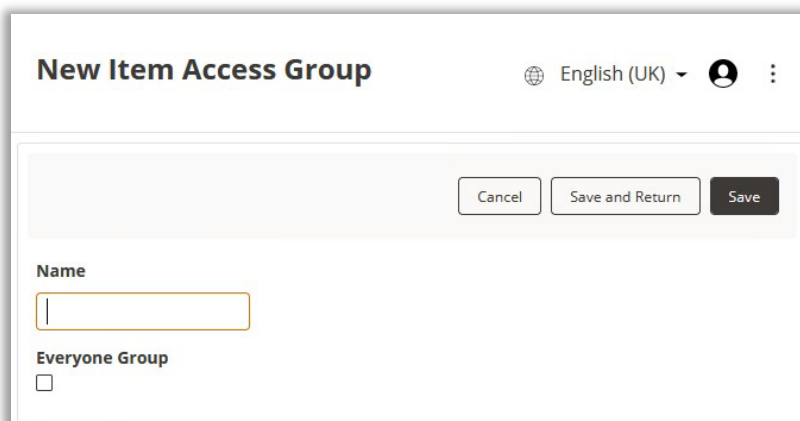 New Item Access Group
English (UK)
Cancel
Save and Return
Save
Name
Everyone Group